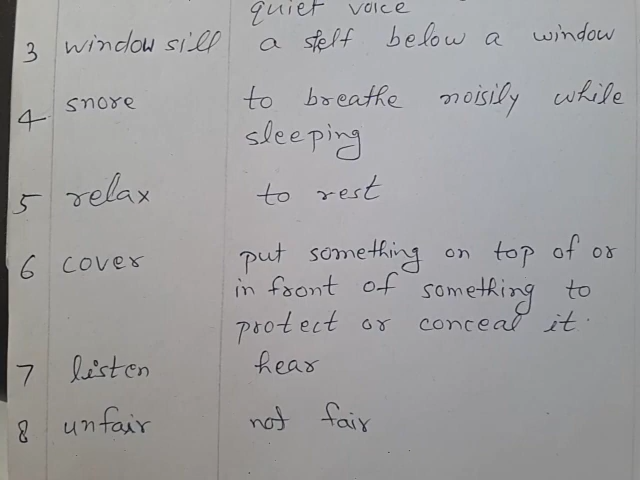 quiet voice
3 window sill a self below a window
4 snore to breathe noisily while
sleeping
5 relax to rest
6 cover put something on top of or
in front of something to
protect or conceal it.
7 listen hear
8 unfair not fair